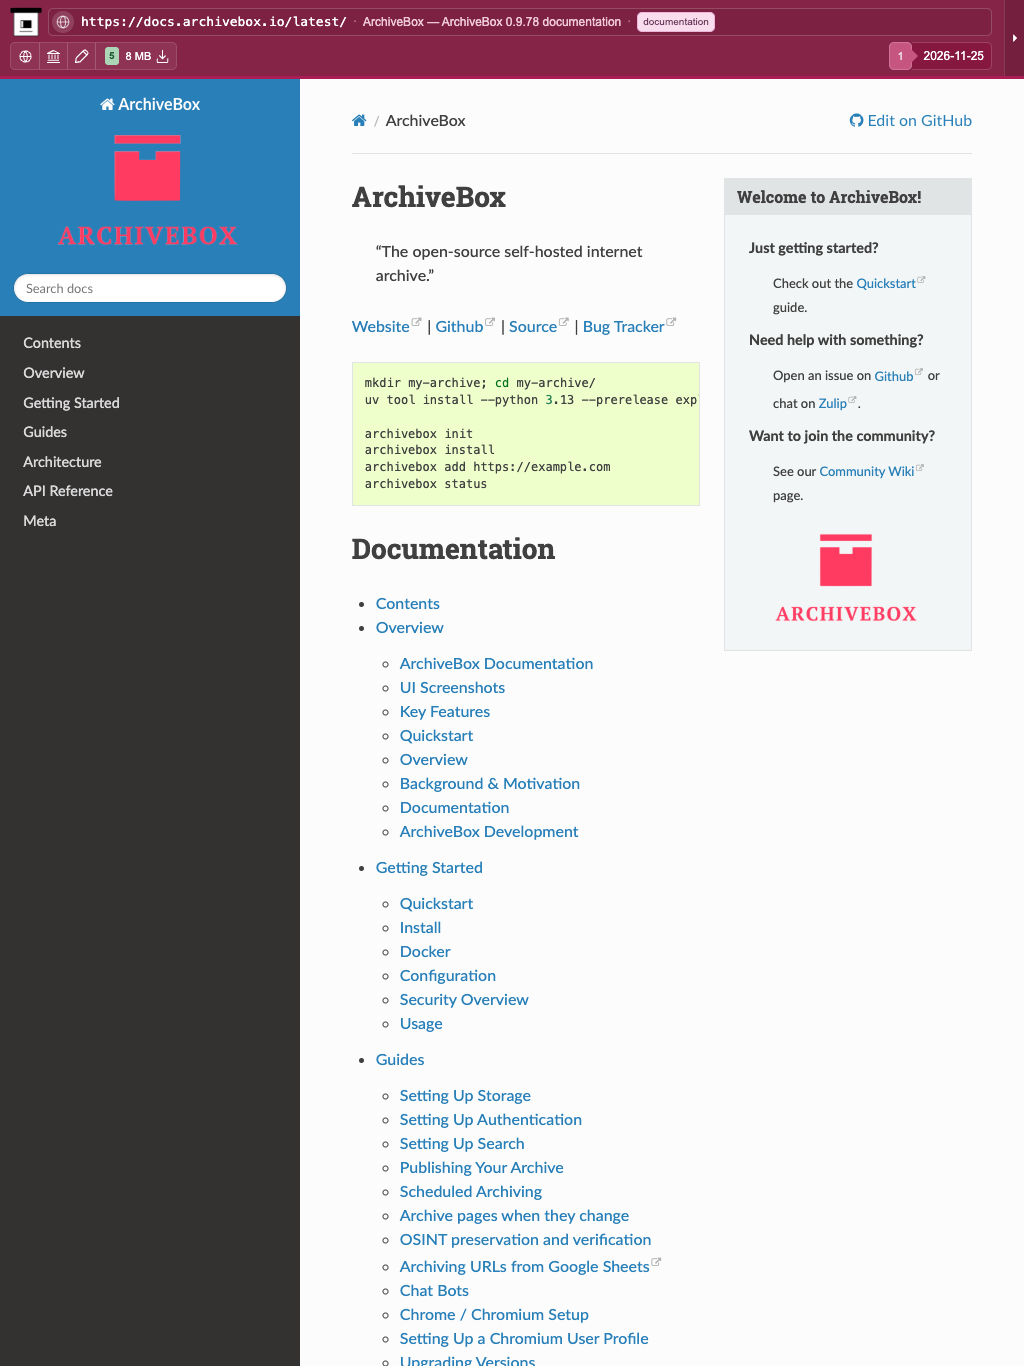 https://docs.archivebox.io/latest/ · ArchiveBox — ArchiveBox 0.9.78 documentation · documentation
5 8 MB
1 2026-11-25
ArchiveBox
ARCHIVEBOX
Search docs
Contents
Overview
Getting Started
Guides
Architecture
API Reference
Meta
/ ArchiveBox
Edit on GitHub
ArchiveBox
“The open-source self-hosted internet
archive.”
Website | Github | Source | Bug Tracker
mkdir my-archive; cd my-archive/
uv tool install --python 3.13 --prerelease exp
archivebox init
archivebox install
archivebox add https://example.com
archivebox status
Welcome to ArchiveBox!
Just getting started?
Check out the Quickstart
guide.
Need help with something?
Open an issue on Github or
chat on Zulip.
Want to join the community?
See our Community Wiki
page.
ARCHIVEBOX
Documentation
Contents
Overview
ArchiveBox Documentation
UI Screenshots
Key Features
Quickstart
Overview
Background & Motivation
Documentation
ArchiveBox Development
Getting Started
Quickstart
Install
Docker
Configuration
Security Overview
Usage
Guides
Setting Up Storage
Setting Up Authentication
Setting Up Search
Publishing Your Archive
Scheduled Archiving
Archive pages when they change
OSINT preservation and verification
Archiving URLs from Google Sheets
Chat Bots
Chrome / Chromium Setup
Setting Up a Chromium User Profile
Upgrading Versions